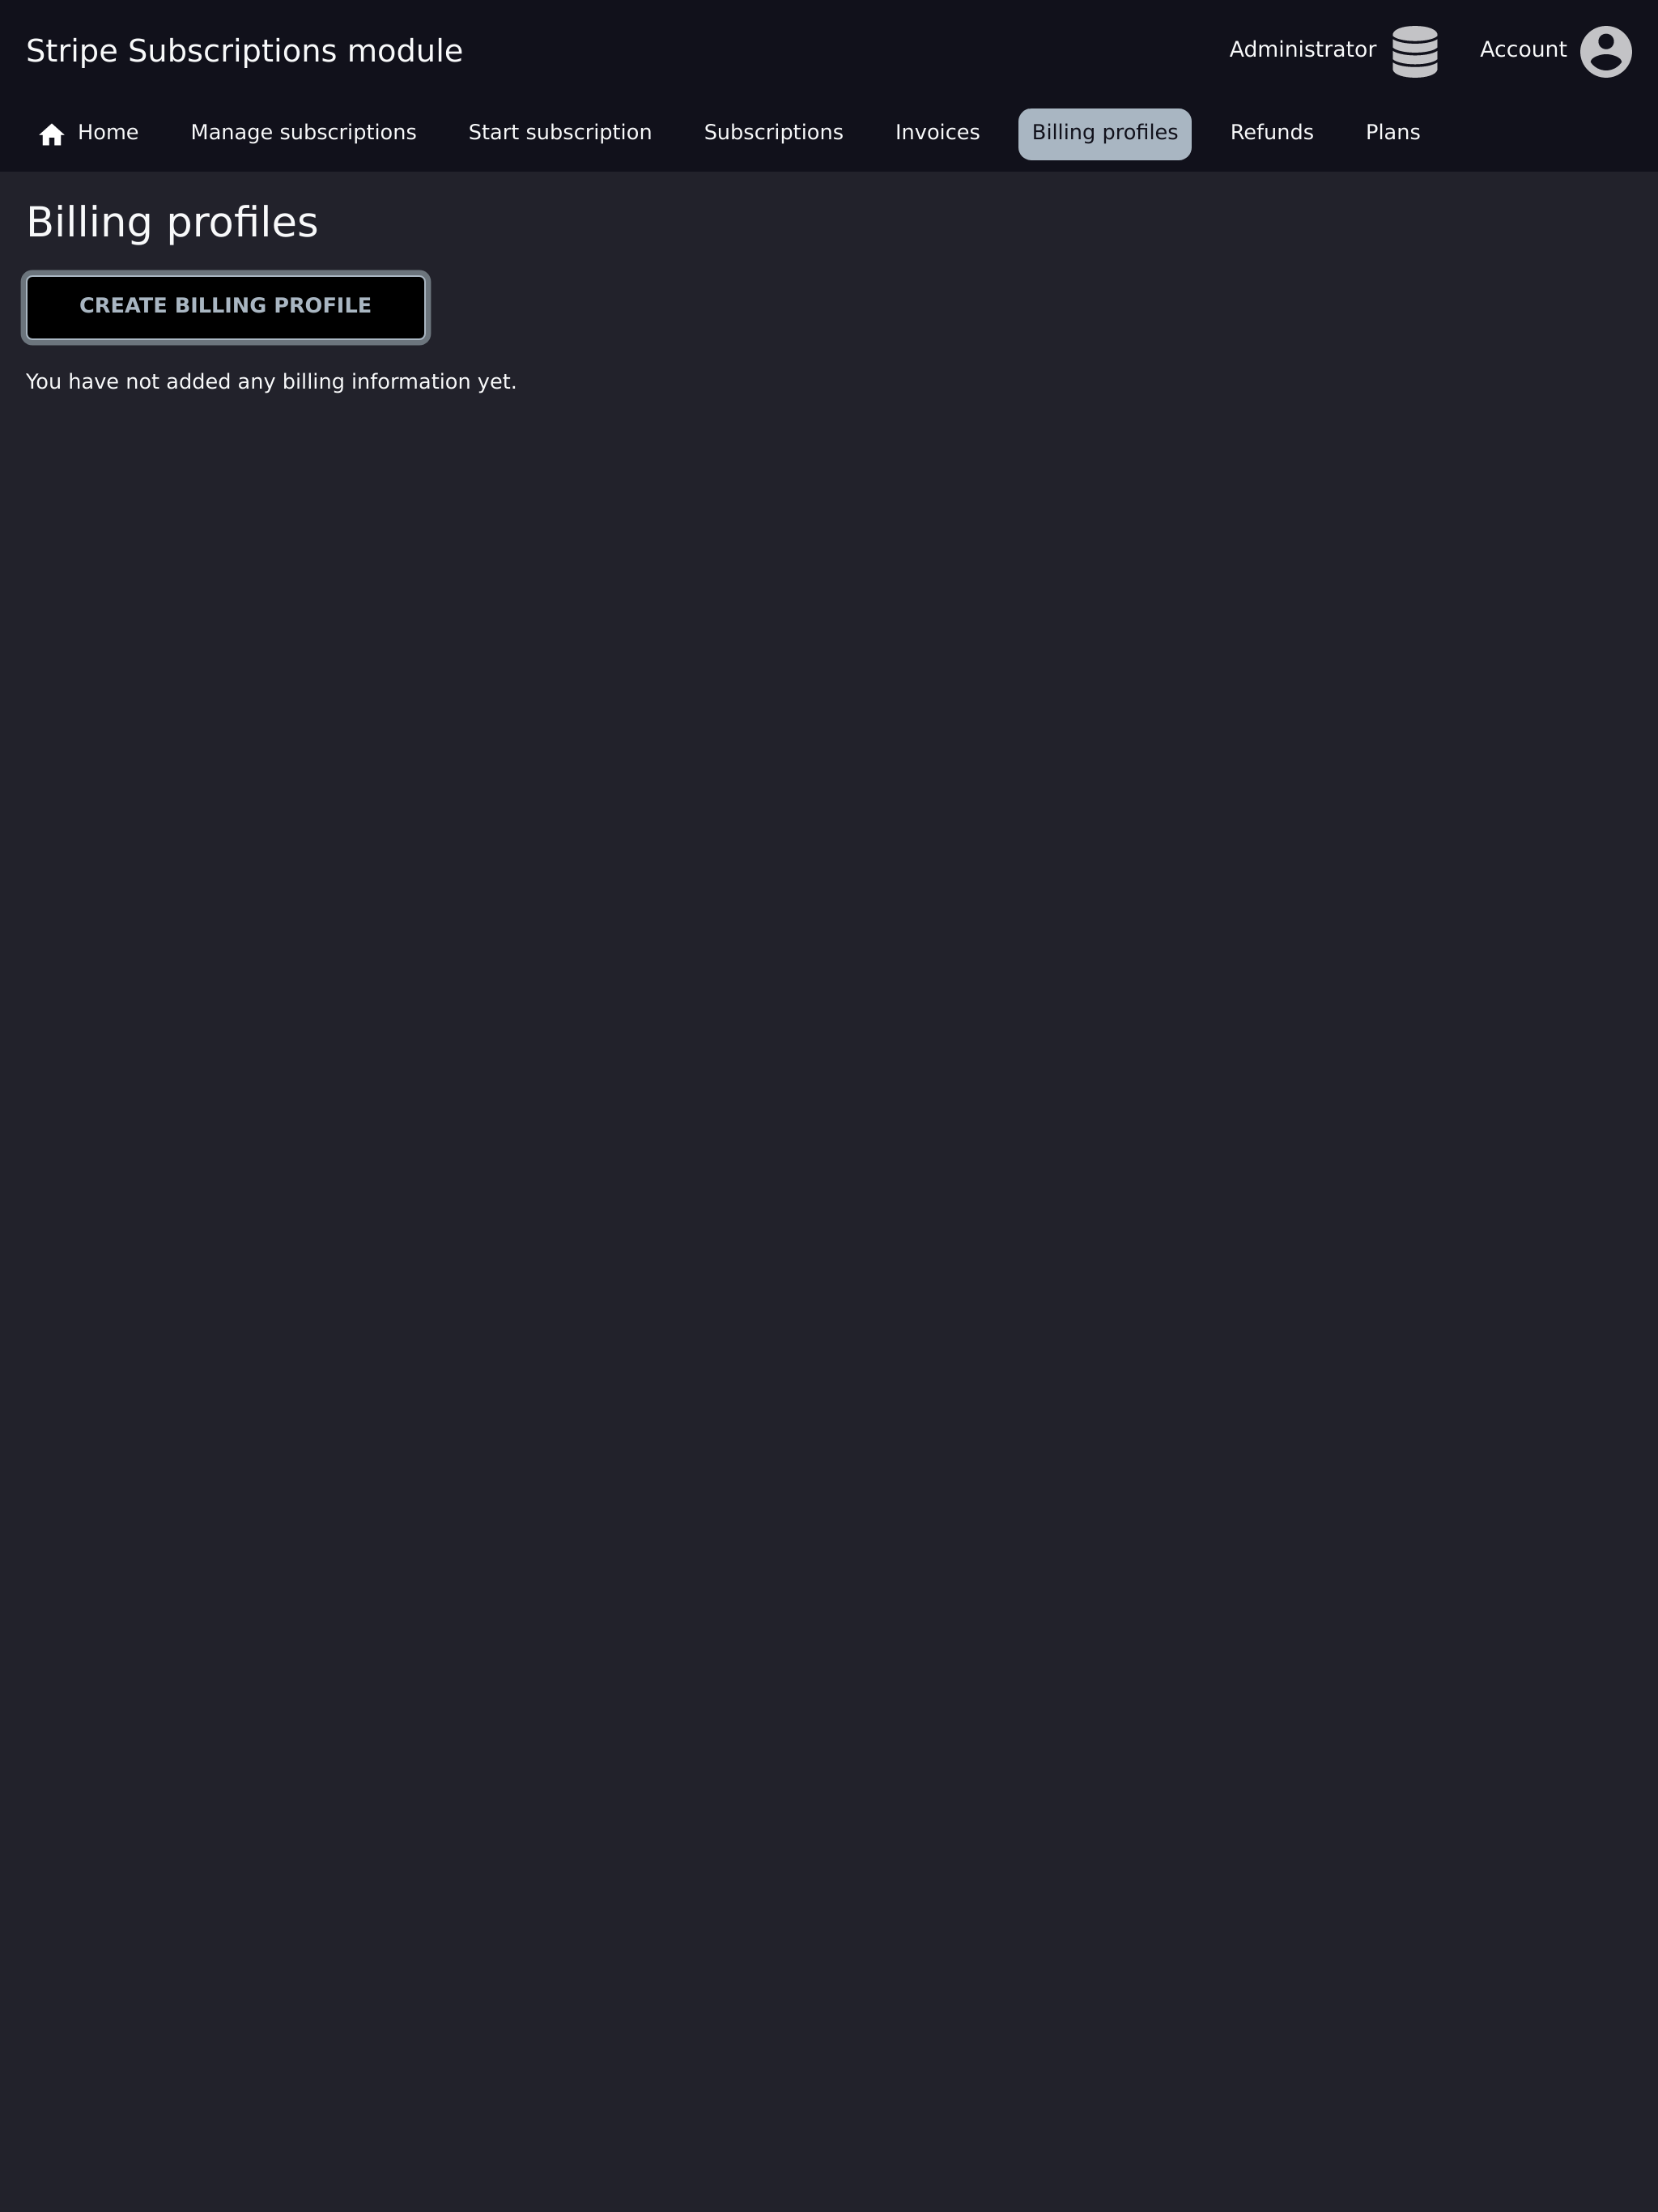 Stripe Subscriptions module
Administrator
Account
Home
Manage subscriptions
Start subscription
Subscriptions
Invoices
Billing profiles
Refunds
Plans
Billing profiles
CREATE BILLING PROFILE
You have not added any billing information yet.